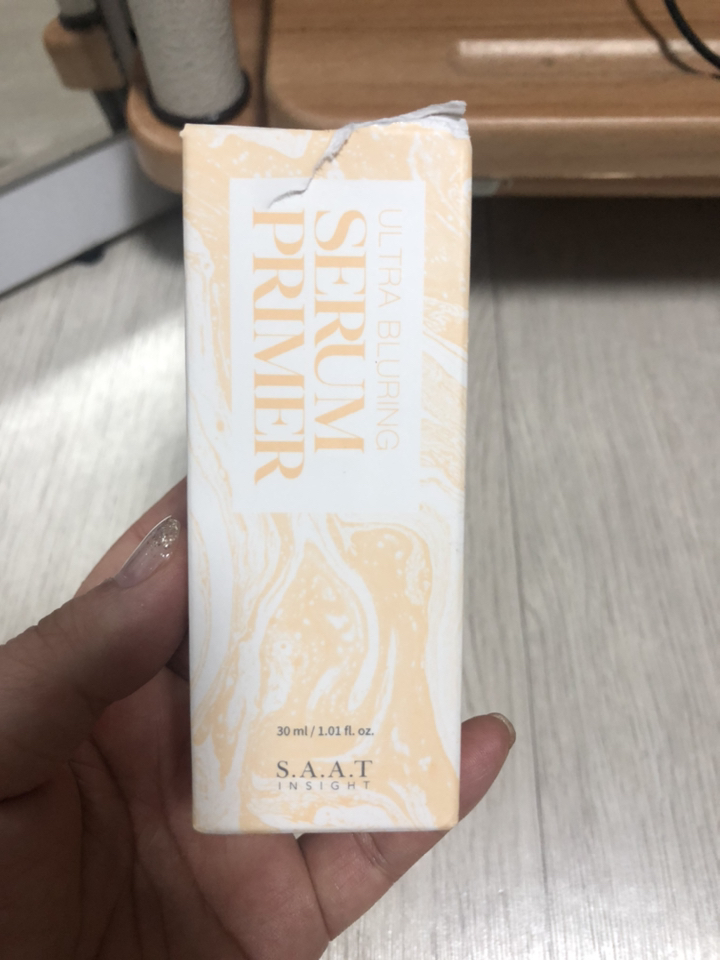 ULTRA BLURING
SERUM
PRIMER
30 ml / 1.01 fl. oz.
S.A.A.T
INSIGHT